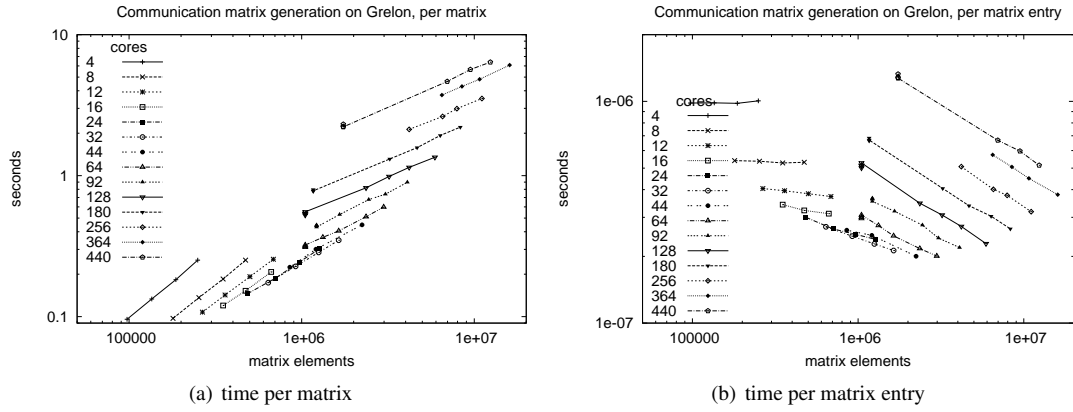 Communication matrix generation on Grelon, per matrix
10
1
0.1
seconds
cores
4
8
12
16
24
32
44
64
92
128
180
256
364
440
100000
1e+06
1e+07
matrix elements
(a) time per matrix
Communication matrix generation on Grelon, per matrix entry
1e-06
1e-07
seconds
cores
4
8
12
16
24
32
44
64
92
128
180
256
364
440
100000
1e+06
1e+07
matrix elements
(b) time per matrix entry